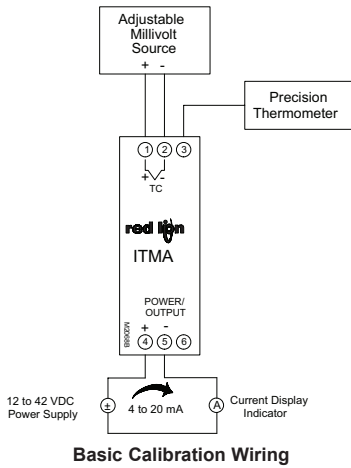 Adjustable
Millivolt
Source
+ -
Precision
Thermometer
1 2 3
+ -
TC
red lion
ITMA
POWER/
OUTPUT
+ -
4 5 6
12 to 42 VDC
Power Supply
±
4 to 20 mA
A
Current Display
Indicator
Basic Calibration Wiring